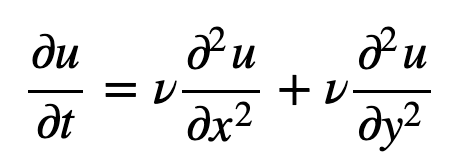 ∂u/∂t = ν ∂²u/∂x² + ν ∂²u/∂y²